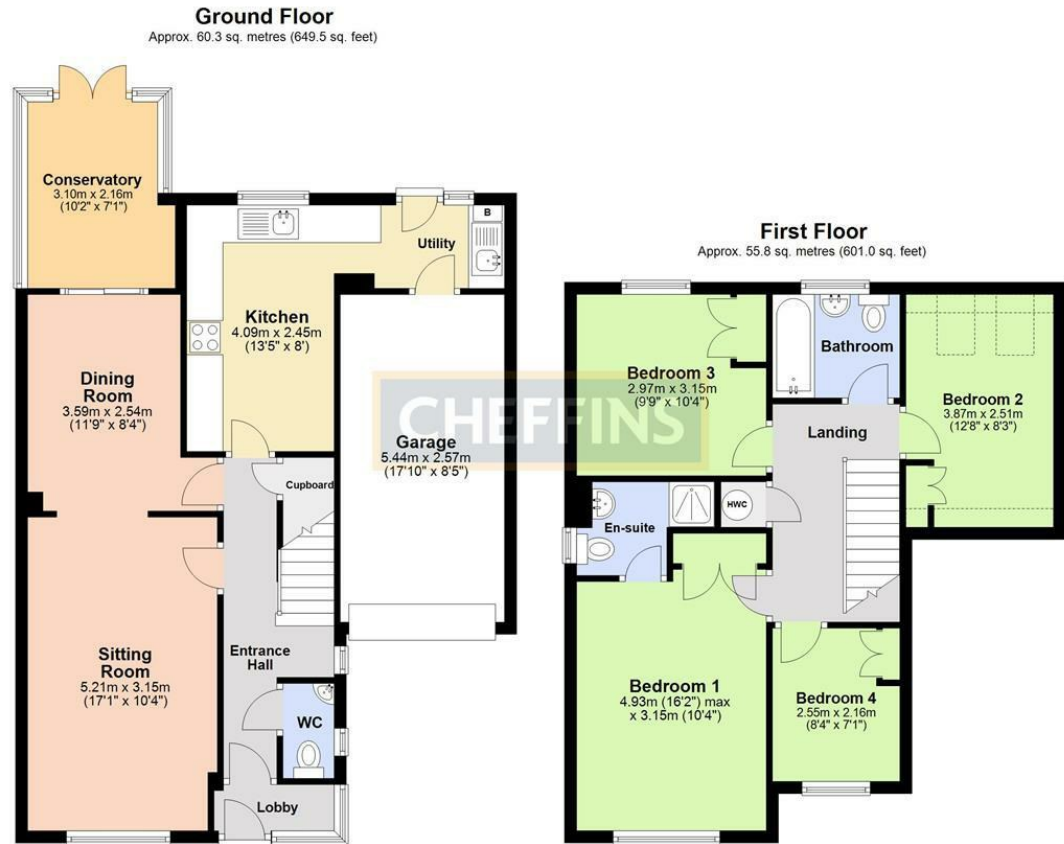 Ground Floor
Approx. 60.3 sq. metres (649.5 sq. feet)
Conservatory
3.10m x 2.16m
(10'2" x 7'1")
B
Utility
Kitchen
4.09m x 2.45m
(13'5" x 8')
Dining
Room
3.59m x 2.54m
(11'9" x 8'4")
Garage
5.44m x 2.57m
(17'10" x 8'5")
Cupboard
Sitting
Room
5.21m x 3.15m
(17'1" x 10'4")
Entrance
Hall
WC
Lobby
CHEFFINS
First Floor
Approx. 55.8 sq. metres (601.0 sq. feet)
Bedroom 3
2.97m x 3.15m
(9'9" x 10'4")
Bathroom
Bedroom 2
3.87m x 2.51m
(12'8" x 8'3")
Landing
HWC
En-suite
Bedroom 1
4.93m (16'2") max
x 3.15m (10'4")
Bedroom 4
2.55m x 2.16m
(8'4" x 7'1")